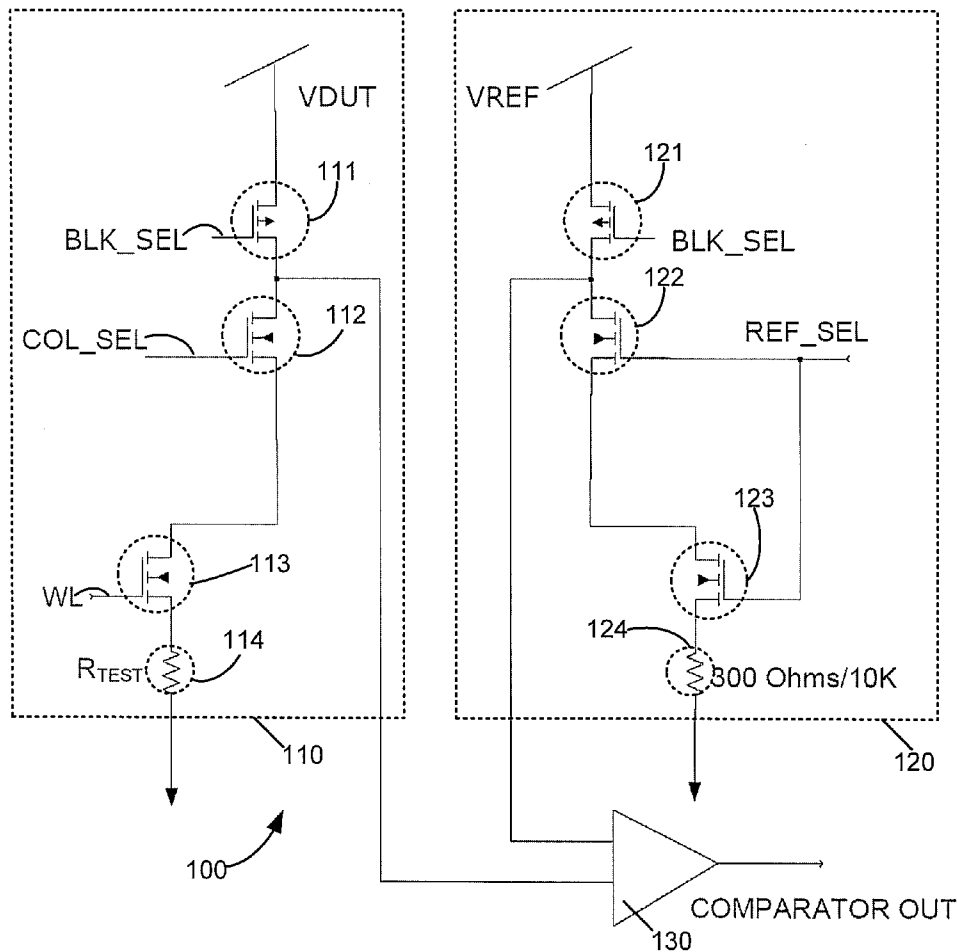 VDUT
VREF
111
121
BLK_SEL
BLK_SEL
112
122
COL_SEL
REF_SEL
113
123
WL
124
114
R_TEST
300 Ohms/10K
110
120
100
130
COMPARATOR OUT